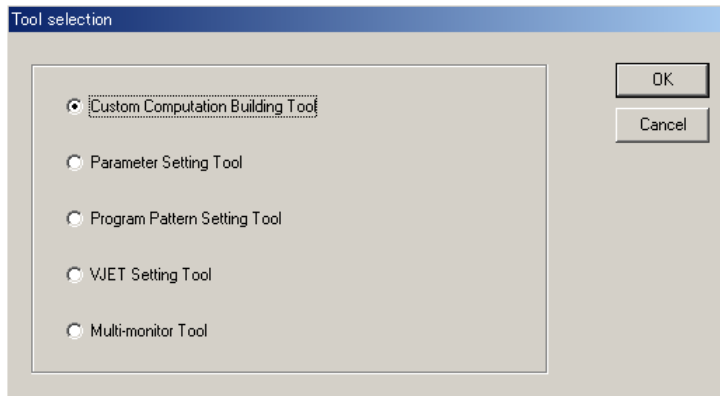 Tool selection
Custom Computation Building Tool
Parameter Setting Tool
Program Pattern Setting Tool
VJET Setting Tool
Multi-monitor Tool
OK
Cancel